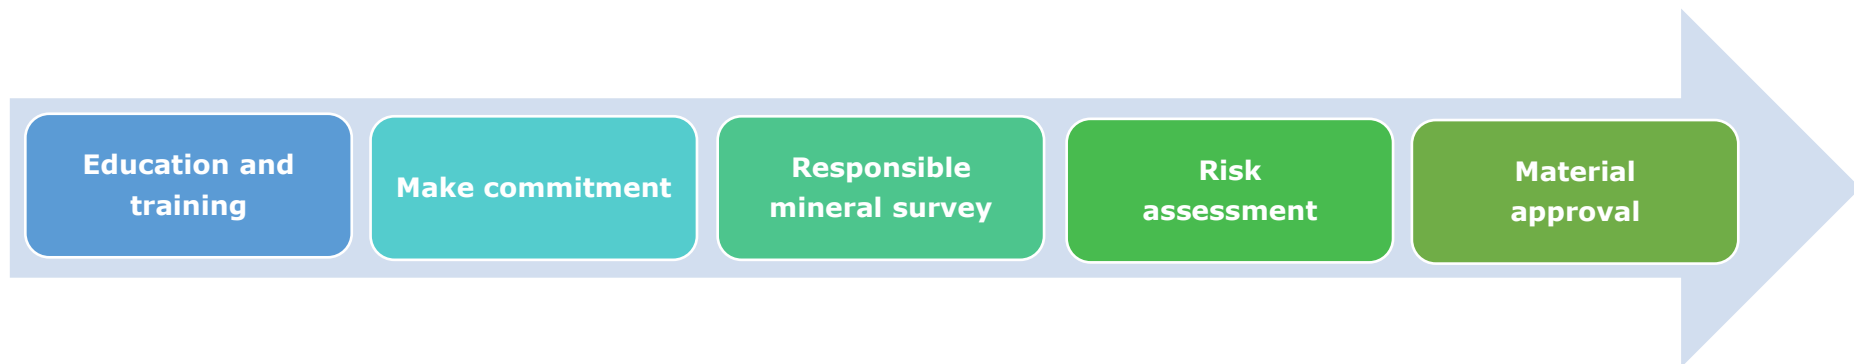 Education and
training
Make commitment
Responsible
mineral survey
Risk
assessment
Material
approval